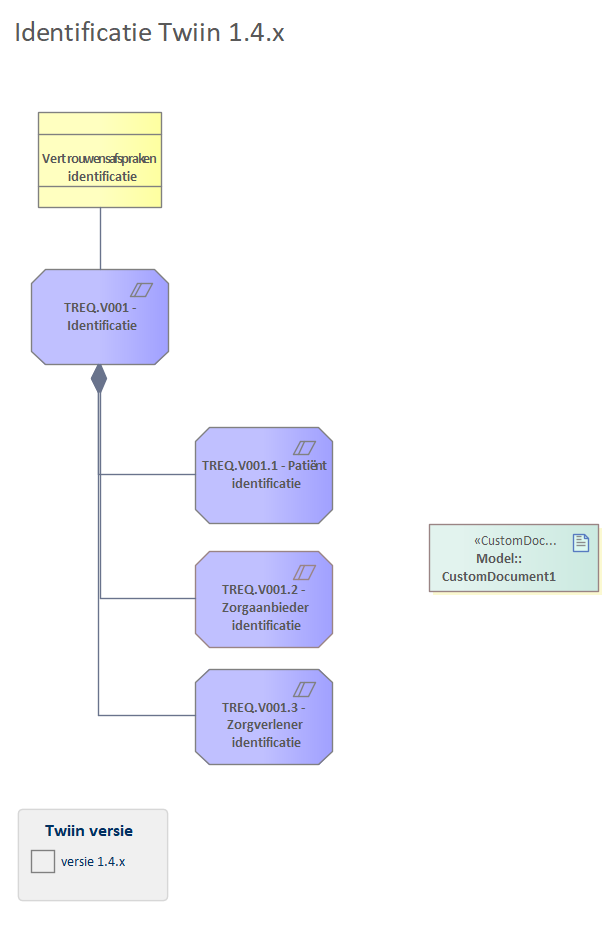 Identificatie Twiin 1.4.x
Vertrouwensafspraken
identificatie
TREQ.V001 -
Identificatie
TREQ.V001.1 - Patiënt
identificatie
«CustomDoc...
Model::
CustomDocument1
TREQ.V001.2 -
Zorgaanbieder
identificatie
TREQ.V001.3 -
Zorgverlener
identificatie
Twiin versie
versie 1.4.x